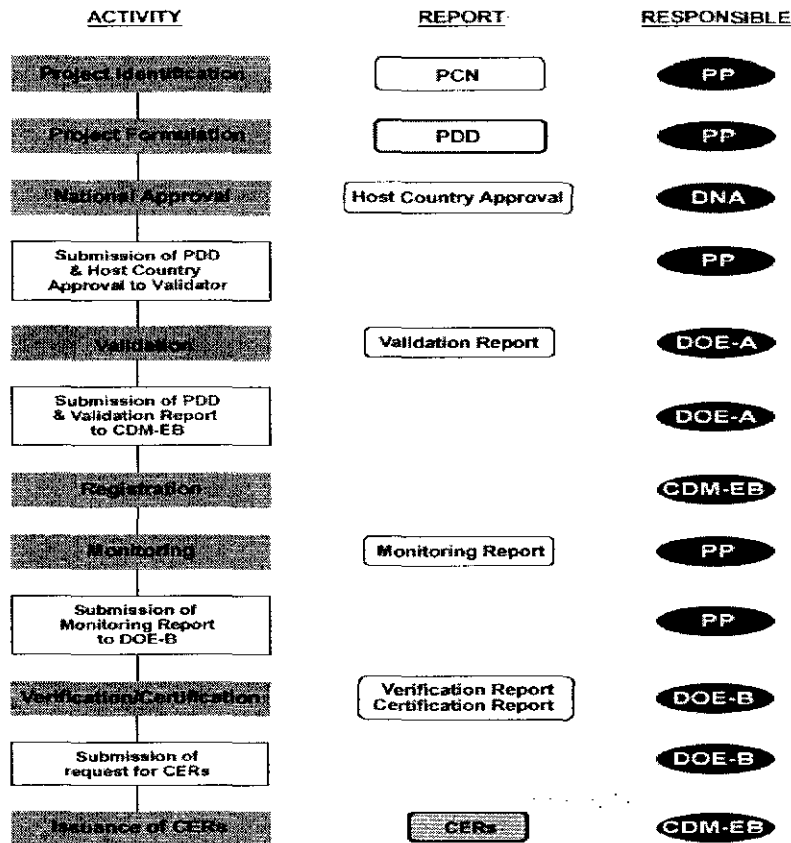 ACTIVITY REPORT RESPONSIBLE
Project Identification PCN PP
Project Formulation PDD PP
National Approval Host Country Approval DNA
Submission of PDD
& Host Country
Approval to Validator
PP
Validation Validation Report DOE-A
Submission of PDD
& Validation Report
to CDM-EB
DOE-A
Registration CDM-EB
Monitoring Monitoring Report PP
Submission of
Monitoring Report
to DOE-B
PP
Verification/Certification
Verification Report
Certification Report
DOE-B
Submission of
request for CERs
DOE-B
Issuance of CERs CERs CDM-EB